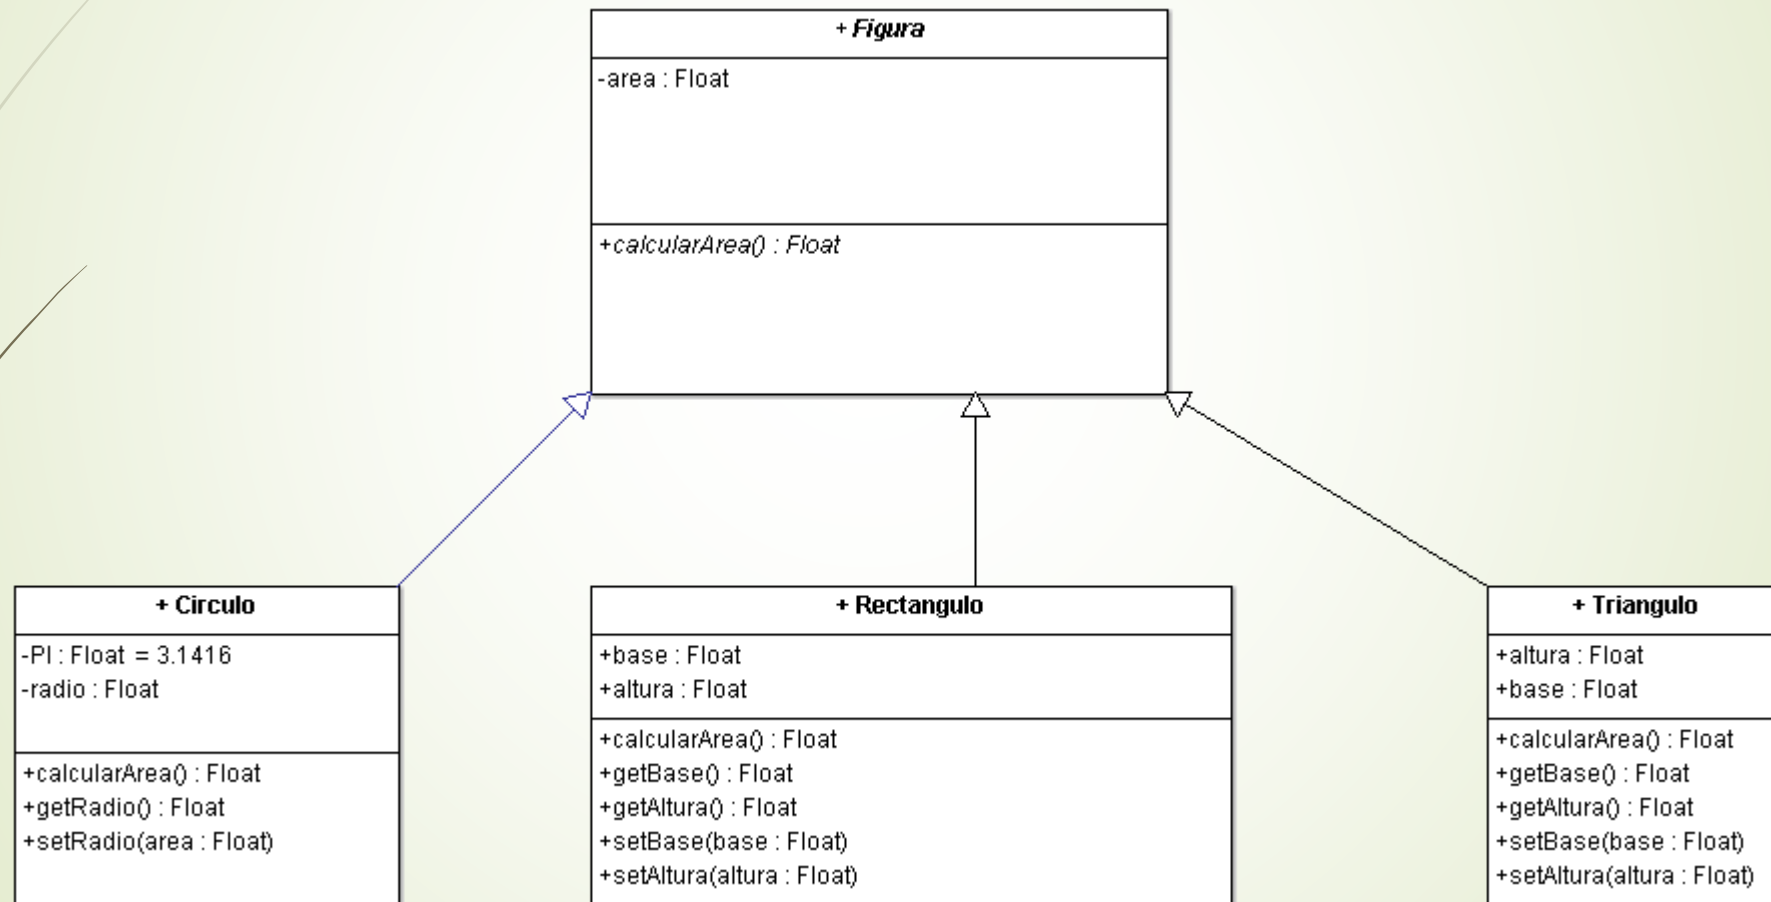 + Figura
-area : Float
+calcularArea() : Float
+ Circulo
-PI : Float = 3.1416
-radio : Float
+calcularArea() : Float
+getRadio() : Float
+setRadio(area : Float)
+ Rectangulo
+base : Float
+altura : Float
+calcularArea() : Float
+getBase() : Float
+getAltura() : Float
+setBase(base : Float)
+setAltura(altura : Float)
+ Triangulo
+altura : Float
+base : Float
+calcularArea() : Float
+getBase() : Float
+getAltura() : Float
+setBase(base : Float)
+setAltura(altura : Float)